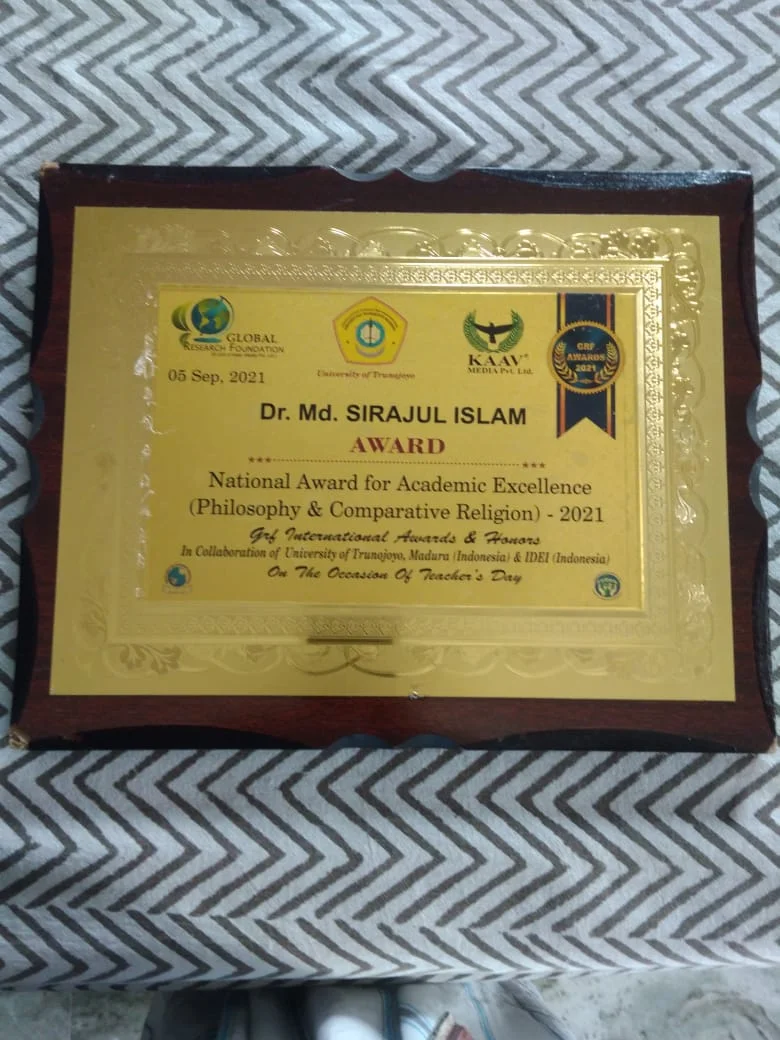 GLOBAL
RESEARCH FOUNDATION
University of Trunojoyo
KAAV®
MEDIA Pvt. Ltd.
GRF
AWARDS
2021
05 Sep, 2021
Dr. Md. SIRAJUL ISLAM
AWARD
National Award for Academic Excellence
(Philosophy & Comparative Religion) - 2021
Grf International Awards & Honors
In Collaboration of University of Trunojoyo, Madura (Indonesia) & IDEI (Indonesia)
On The Occasion Of Teacher's Day